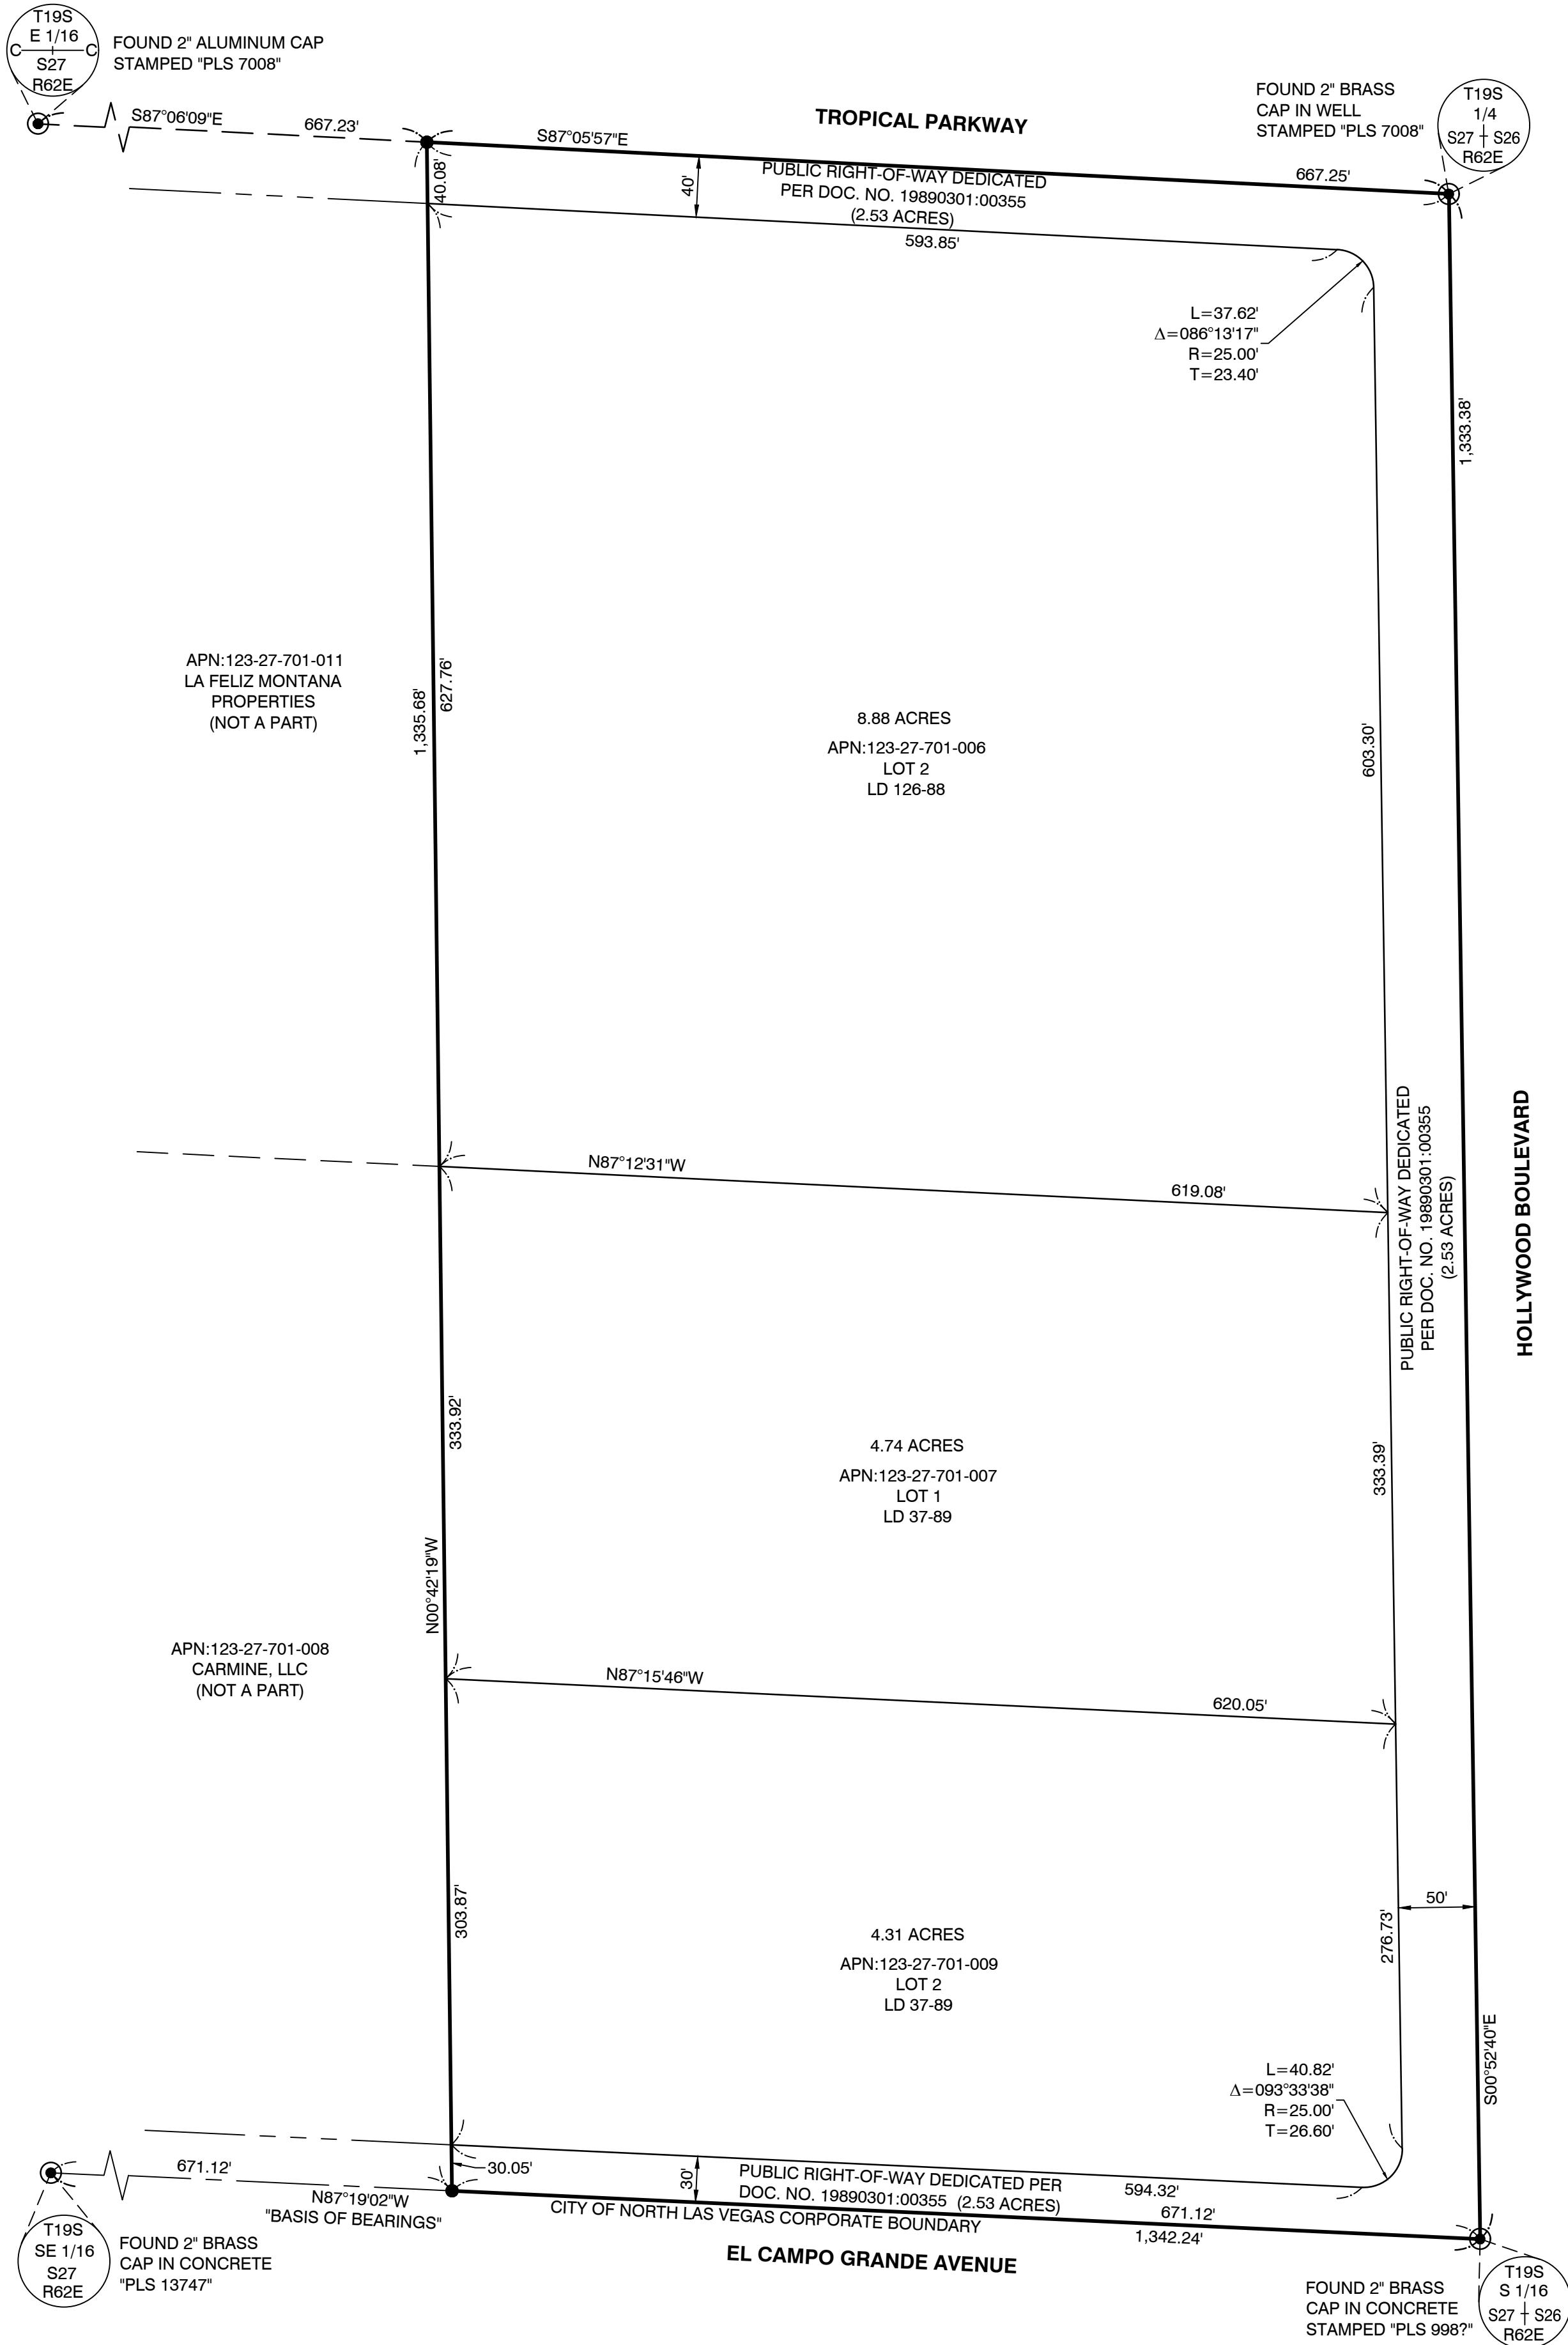 T19S
E 1/16
C C
S27
R62E
FOUND 2" ALUMINUM CAP
STAMPED "PLS 7008"
FOUND 2" BRASS
CAP IN WELL
STAMPED "PLS 7008"
T19S
1/4
S27 S26
R62E
S87°06'09"E
667.23'
TROPICAL PARKWAY
S87°05'57"E
667.25'
40.08'
40'
PUBLIC RIGHT-OF-WAY DEDICATED
PER DOC. NO. 19890301:00355
(2.53 ACRES)
593.85'
L=37.62'
Δ=086°13'17"
R=25.00'
T=23.40'
1,333.38'
APN:123-27-701-011
LA FELIZ MONTANA
PROPERTIES
(NOT A PART)
1,335.68'
627.76'
8.88 ACRES
APN:123-27-701-006
LOT 2
LD 126-88
603.30'
N87°12'31"W
619.08'
PUBLIC RIGHT-OF-WAY DEDICATED
PER DOC. NO. 19890301:00355
(2.53 ACRES)
HOLLYWOOD BOULEVARD
333.92'
4.74 ACRES
APN:123-27-701-007
LOT 1
LD 37-89
333.39'
N00°42'19"W
APN:123-27-701-008
CARMINE, LLC
(NOT A PART)
N87°15'46"W
620.05'
303.87'
4.31 ACRES
APN:123-27-701-009
LOT 2
LD 37-89
276.73'
50'
S00°52'40"E
L=40.82'
Δ=093°33'38"
R=25.00'
T=26.60'
671.12'
N87°19'02"W
"BASIS OF BEARINGS"
30.05'
30'
PUBLIC RIGHT-OF-WAY DEDICATED PER
DOC. NO. 19890301:00355 (2.53 ACRES)
594.32'
671.12'
CITY OF NORTH LAS VEGAS CORPORATE BOUNDARY
1,342.24'
EL CAMPO GRANDE AVENUE
T19S
SE 1/16
S27
R62E
FOUND 2" BRASS
CAP IN CONCRETE
"PLS 13747"
FOUND 2" BRASS
CAP IN CONCRETE
STAMPED "PLS 998?"
T19S
S 1/16
S27 S26
R62E